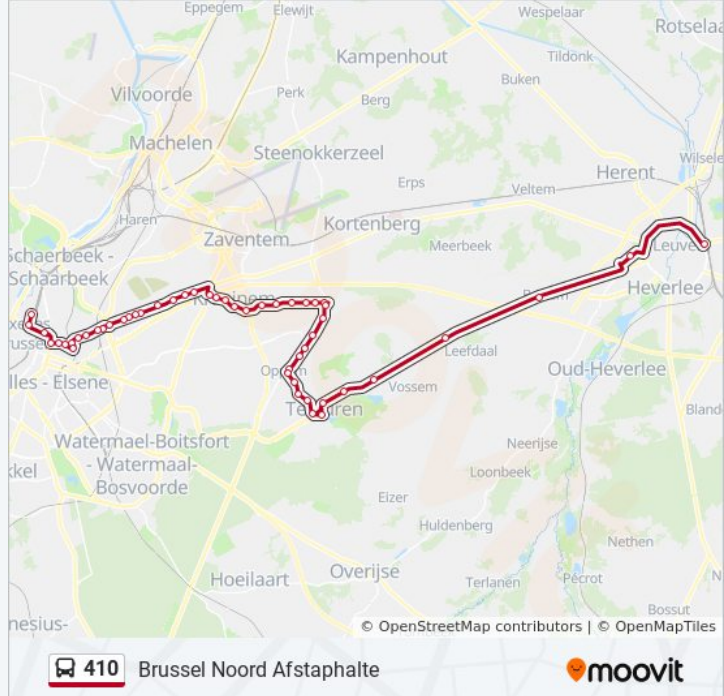 Eppegem
Elewijt
Wespelaar
Rotselaa
Kampenhout
Tildonk
Buken
Vilvoorde
Perk
Berg
Machelen
Steenokkerzeel
Wilsele
Herent
Erps
Veltem
Haren
Kortenberg
Zaventem
Meerbeek
Leuve
Schaerbeek -
Schaarbeek
Heverlee
Leefdaal
Oud-Heverlee
lles - Elsene
Vossem
Bland
Watermael-Boitsfort
- Watermaal-
Bosvoorde
Neerijse
kkel
Loonbeek
Eizer
Huldenberg
Nethen
Overijse
Hoeilaart
Terlanen
Pécrot
Bossut
nesius-
© OpenStreetMap contributors | © OpenMapTiles
410 Brussel Noord Afstaphalte
moovit